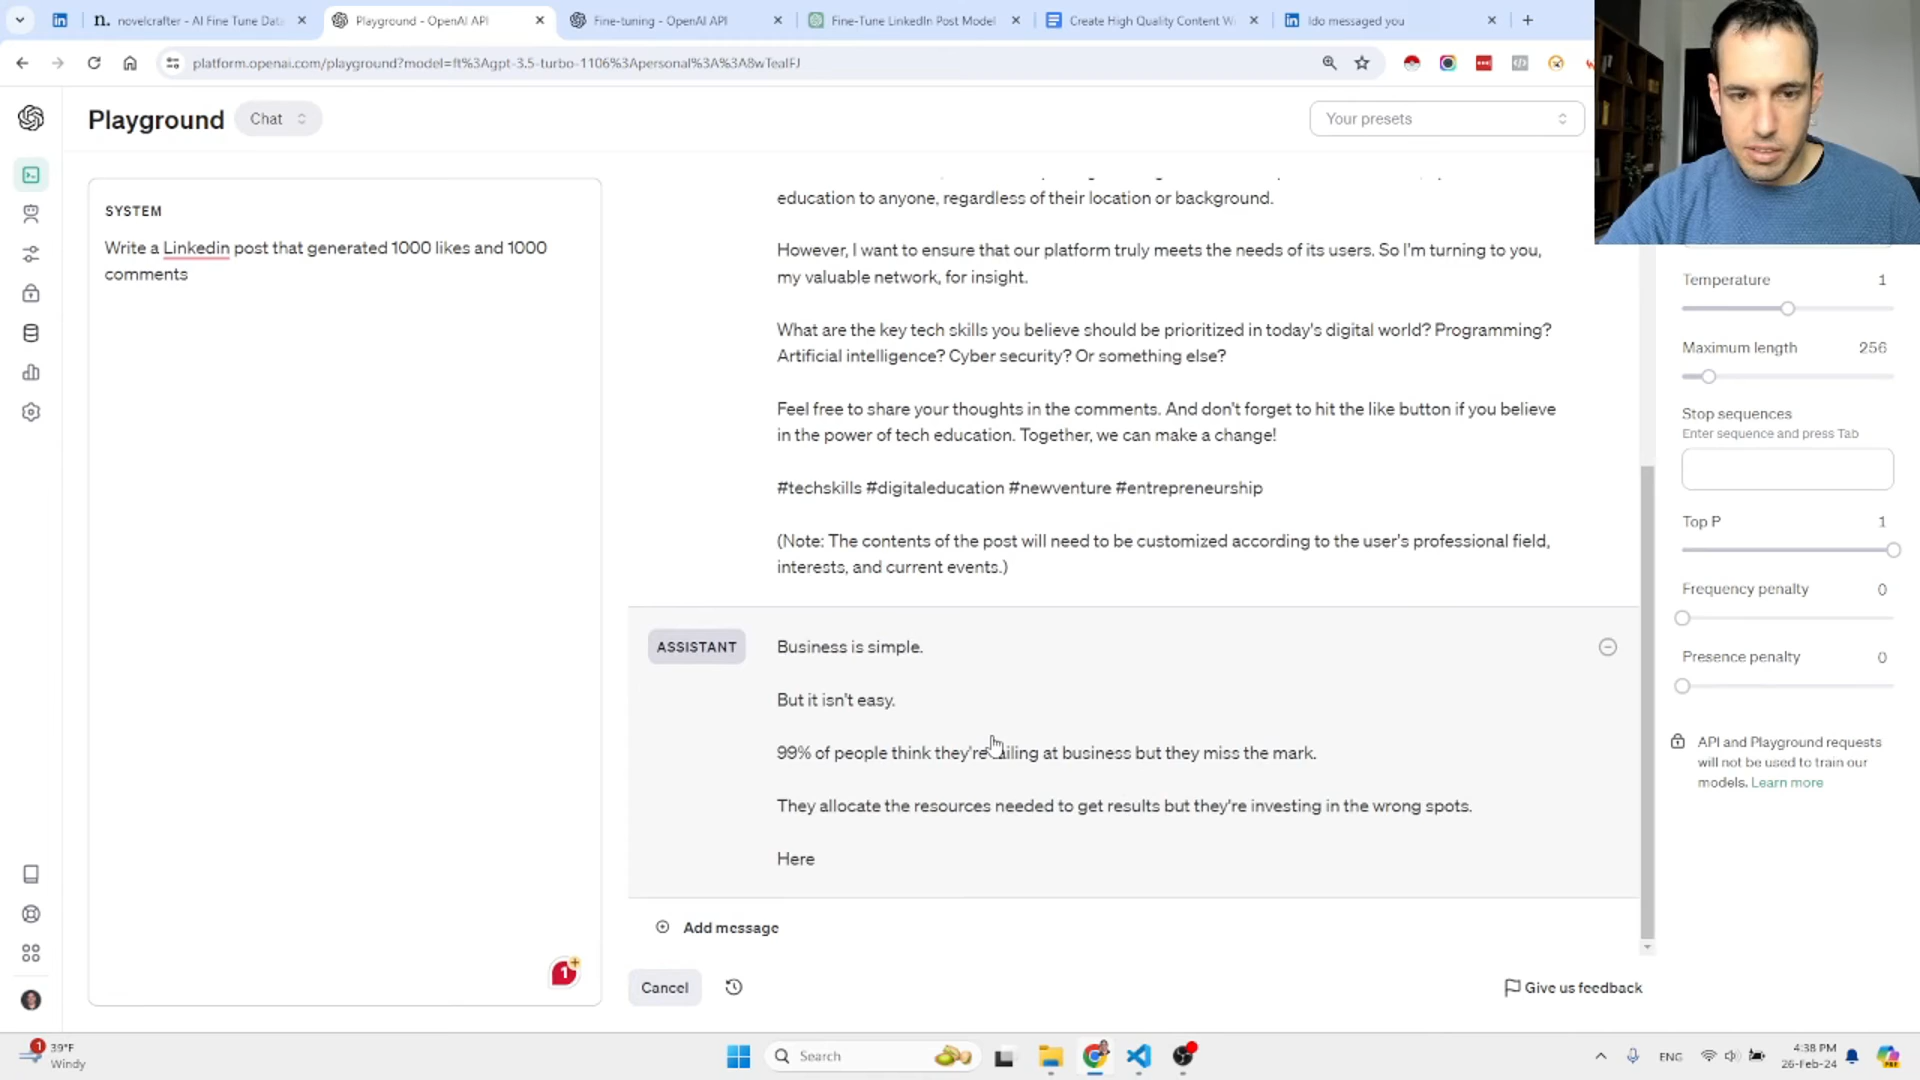 novelcrafter - AI Fine Tune Data
Playground - OpenAI API
Fine-tuning - OpenAI API
Fine-Tune LinkedIn Post Model
Create High Quality Content W
Ido messaged you
platform.openai.com/playground?model=ft%3Agpt-3.5-turbo-1106%3Apersonal%3A%3A8wTeaIFJ
Playground
Chat
Your presets
SYSTEM
Write a Linkedin post that generated 1000 likes and 1000
comments
education to anyone, regardless of their location or background.
However, I want to ensure that our platform truly meets the needs of its users. So I'm turning to you,
my valuable network, for insight.
What are the key tech skills you believe should be prioritized in today's digital world? Programming?
Artificial intelligence? Cyber security? Or something else?
Feel free to share your thoughts in the comments. And don't forget to hit the like button if you believe
in the power of tech education. Together, we can make a change!
#techskills #digitaleducation #newventure #entrepreneurship
(Note: The contents of the post will need to be customized according to the user's professional field,
interests, and current events.)
ASSISTANT
Business is simple.
But it isn't easy.
99% of people think they're ailing at business but they miss the mark.
They allocate the resources needed to get results but they're investing in the wrong spots.
Here
Add message
Cancel
Give us feedback
Temperature 1
Maximum length 256
Stop sequences
Enter sequence and press Tab
Top P 1
Frequency penalty 0
Presence penalty 0
API and Playground requests
will not be used to train our
models. Learn more
1
1
39°F
Windy
Search
ENG
4:38 PM
26-Feb-24